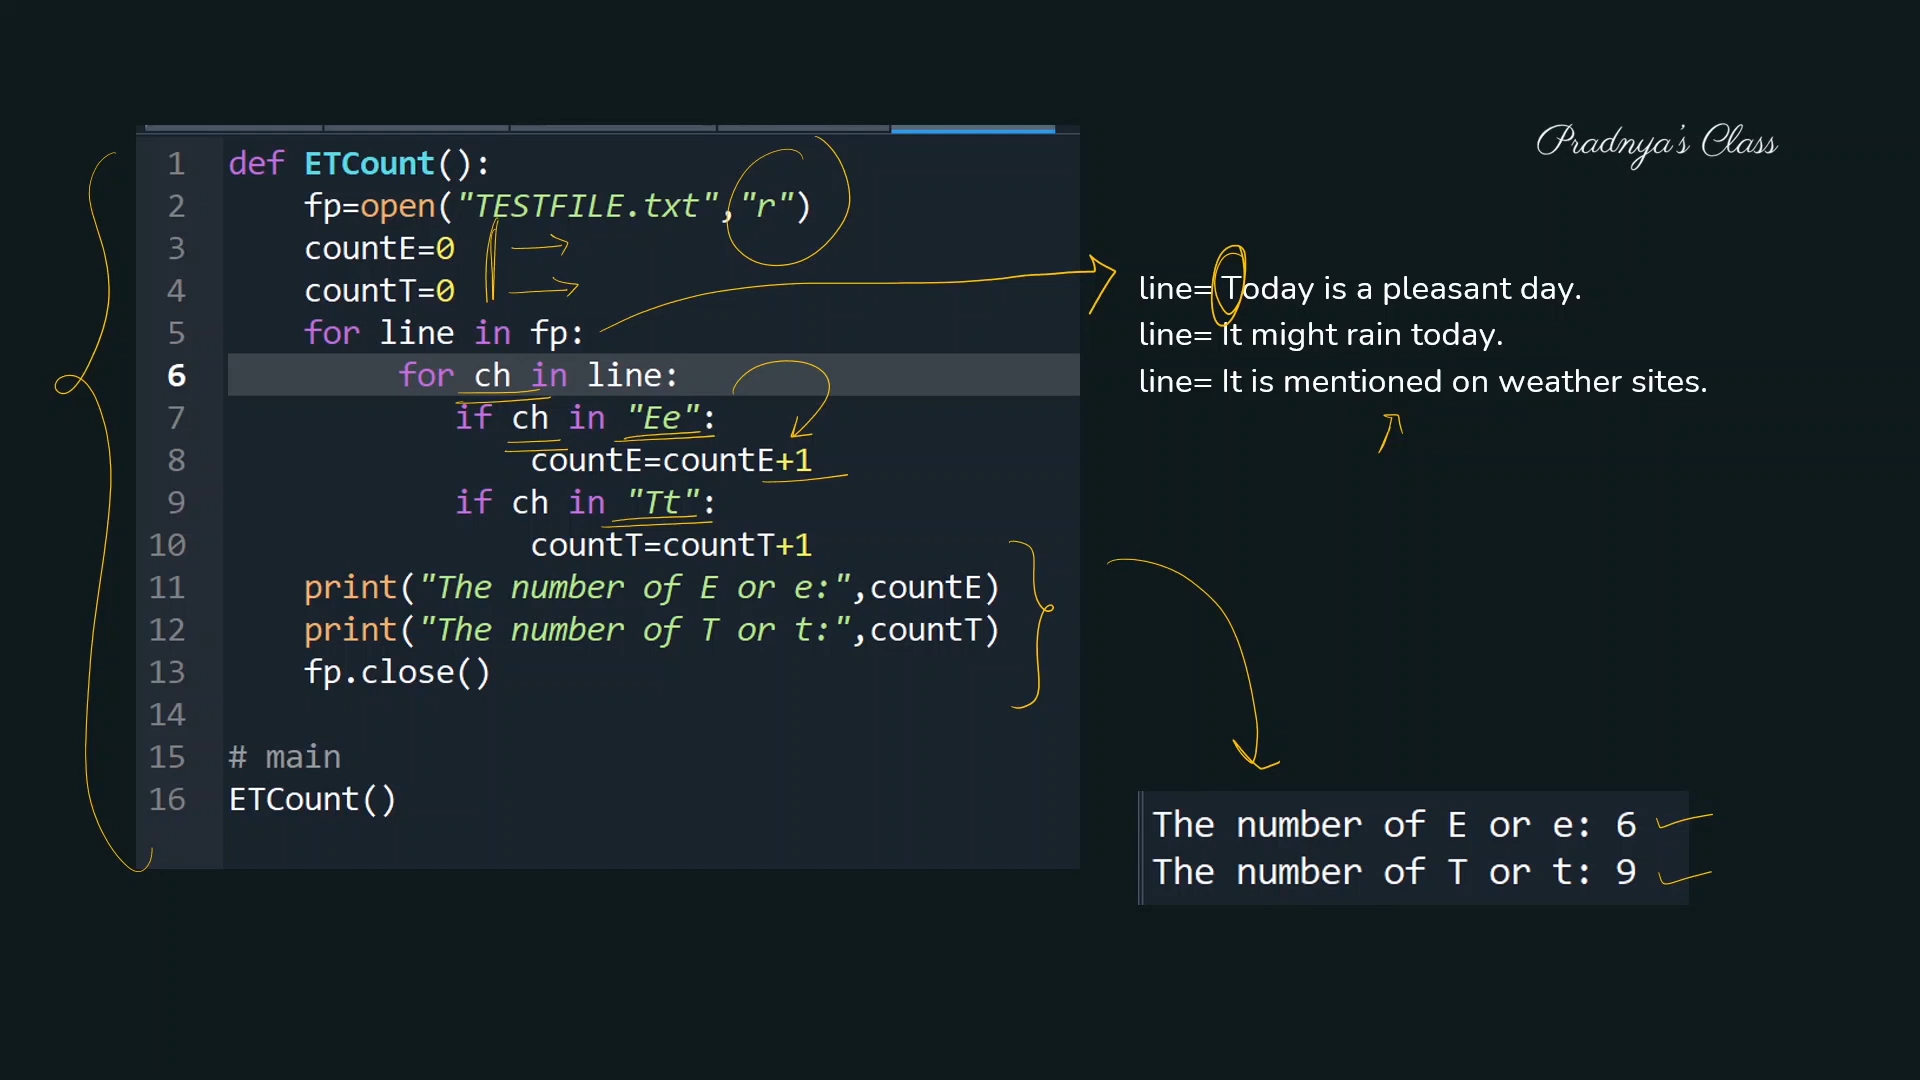 Pradnya's Class
1 def ETCount():
2     fp=open("TESTFILE.txt","r")
3     countE=0
4     countT=0
5     for line in fp:
6          for ch in line:
7             if ch in "Ee":
8                 countE=countE+1
9             if ch in "Tt":
10                 countT=countT+1
11     print("The number of E or e:",countE)
12     print("The number of T or t:",countT)
13     fp.close()
14
15 # main
16 ETCount()
line= Today is a pleasant day.
line= It might rain today.
line= It is mentioned on weather sites.
The number of E or e: 6
The number of T or t: 9